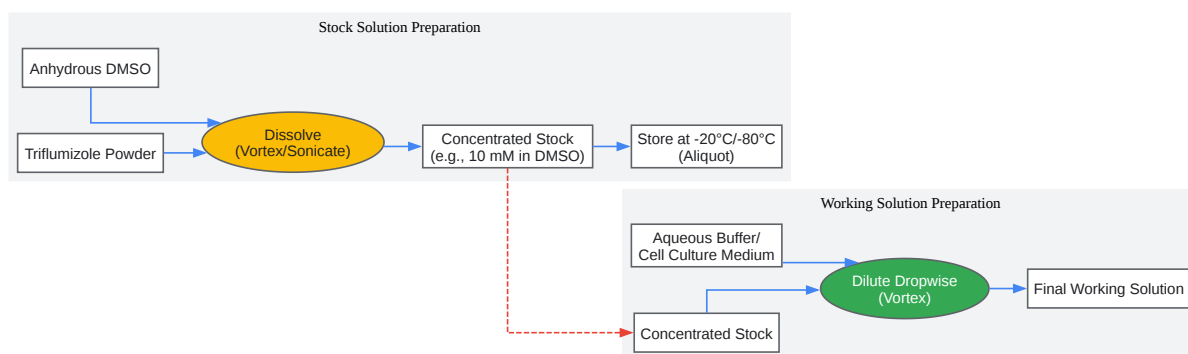 Stock Solution Preparation
Anhydrous DMSO
Triflumizole Powder
Dissolve
(Vortex/Sonicate)
Concentrated Stock
(e.g., 10 mM in DMSO)
Store at -20°C/-80°C
(Aliquot)
Working Solution Preparation
Aqueous Buffer/
Cell Culture Medium
Concentrated Stock
Dilute Dropwise
(Vortex)
Final Working Solution